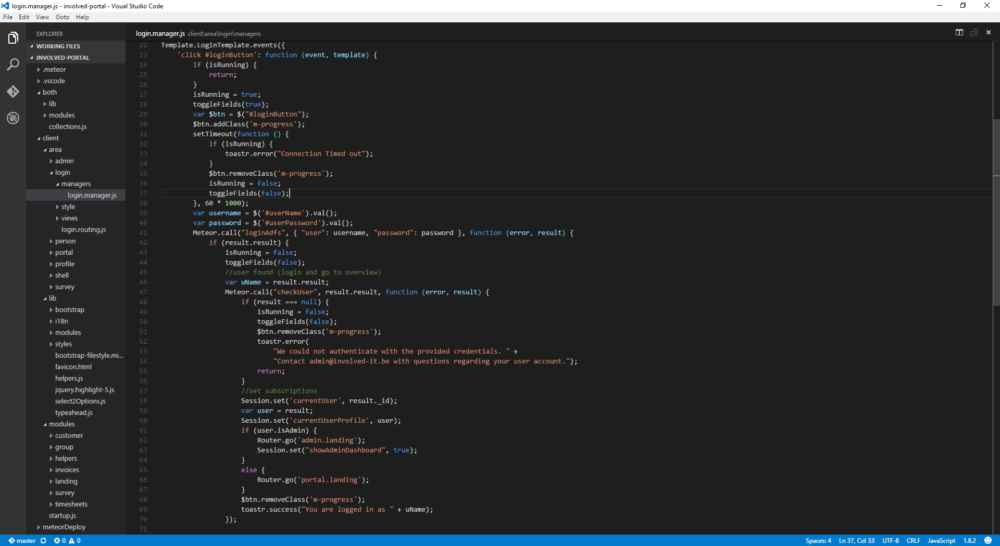 login.manager.js - involved-portal - Visual Studio Code
File Edit View Goto Help
EXPLORER
WORKING FILES
INVOLVED-PORTAL
.meteor
.vscode
both
lib
modules
collections.js
client
area
admin
login
managers
login.manager.js
style
views
login.routing.js
person
portal
profile
shell
survey
lib
bootstrap
i18n
modules
styles
bootstrap-filestyle.mi...
favicon.html
helpers.js
jquery.highlight-5.js
select2Options.js
typeahead.js
modules
customer
group
helpers
invoices
landing
survey
timesheets
startup.js
meteorDeploy
login.manager.js client\area\login\managers
22 Template.LoginTemplate.events({
23 'click #loginButton': function (event, template) {
24 if (isRunning) {
25 return;
26 }
27 isRunning = true;
28 toggleFields(true);
29 var $btn = $("#loginButton");
30 $btn.addClass('m-progress');
31 setTimeout(function () {
32 if (isRunning) {
33 toastr.error("Connection Timed out");
34 }
35 $btn.removeClass('m-progress');
36 isRunning = false;
37 toggleFields(false);
38 }, 60 * 1000);
39 var username = $('#userName').val();
40 var password = $('#userPassword').val();
41 Meteor.call("loginAdfs", { "user": username, "password": password }, function (error, result) {
42 if (result.result) {
43 isRunning = false;
44 toggleFields(false);
45 //user found (login and go to overview)
46 var uName = result.result;
47 Meteor.call("checkUser", result.result, function (error, result) {
48 if (result === null) {
49 isRunning = false;
50 toggleFields(false);
51 $btn.removeClass('m-progress');
52 toastr.error(
53 "We could not authenticate with the provided credentials. " +
54 "Contact admin@involved-it.be with questions regarding your user account.");
55 return;
56 }
57 //set subscriptions
58 Session.set('currentUser', result._id);
59 var user = result;
60 Session.set('currentUserProfile', user);
61 if (user.isAdmin) {
62 Router.go('admin.landing');
63 Session.set("showAdminDashboard", true);
64 }
65 else {
66 Router.go('portal.landing');
67 }
68 $btn.removeClass('m-progress');
69 toastr.success("You are logged in as " + uName);
70 });
71
master 0 0 Spaces: 4 Ln 37, Col 33 UTF-8 CRLF JavaScript 1.8.2